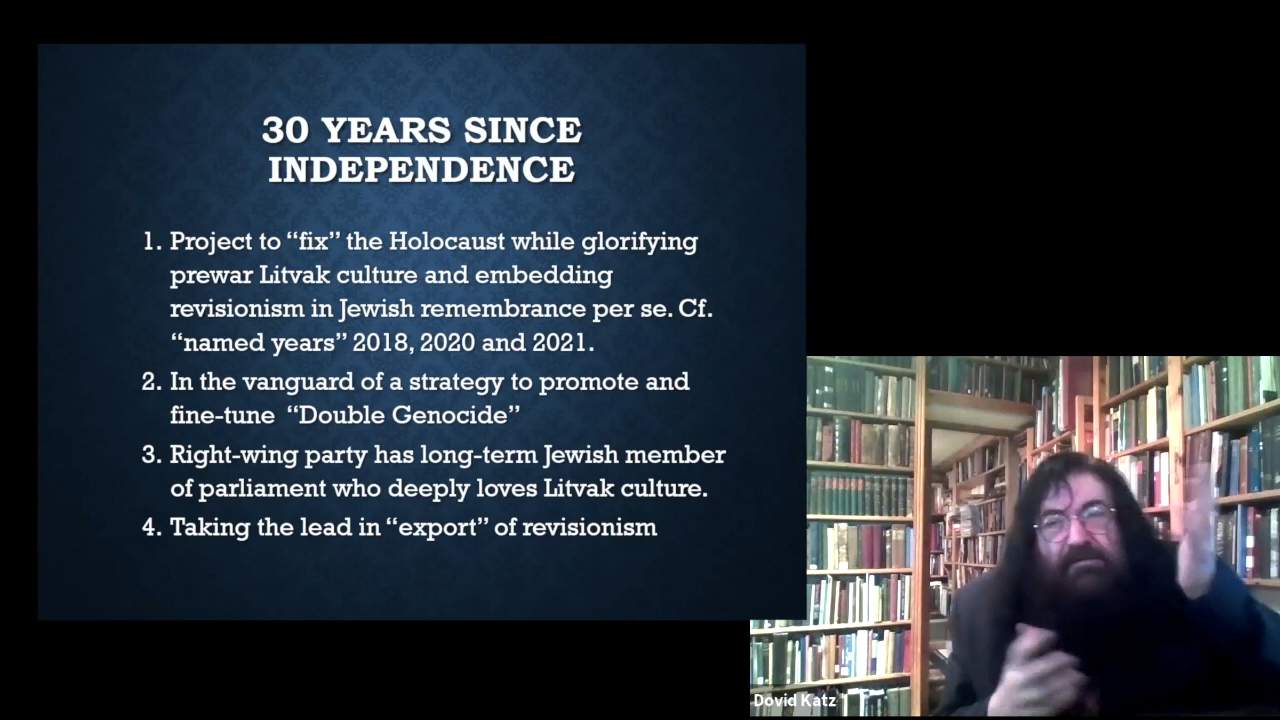 30 YEARS SINCE
INDEPENDENCE
1. Project to “fix” the Holocaust while glorifying
prewar Litvak culture and embedding
revisionism in Jewish remembrance per se. Cf.
“named years” 2018, 2020 and 2021.
2. In the vanguard of a strategy to promote and
fine-tune “Double Genocide”
3. Right-wing party has long-term Jewish member
of parliament who deeply loves Litvak culture.
4. Taking the lead in “export” of revisionism
Dovid Katz